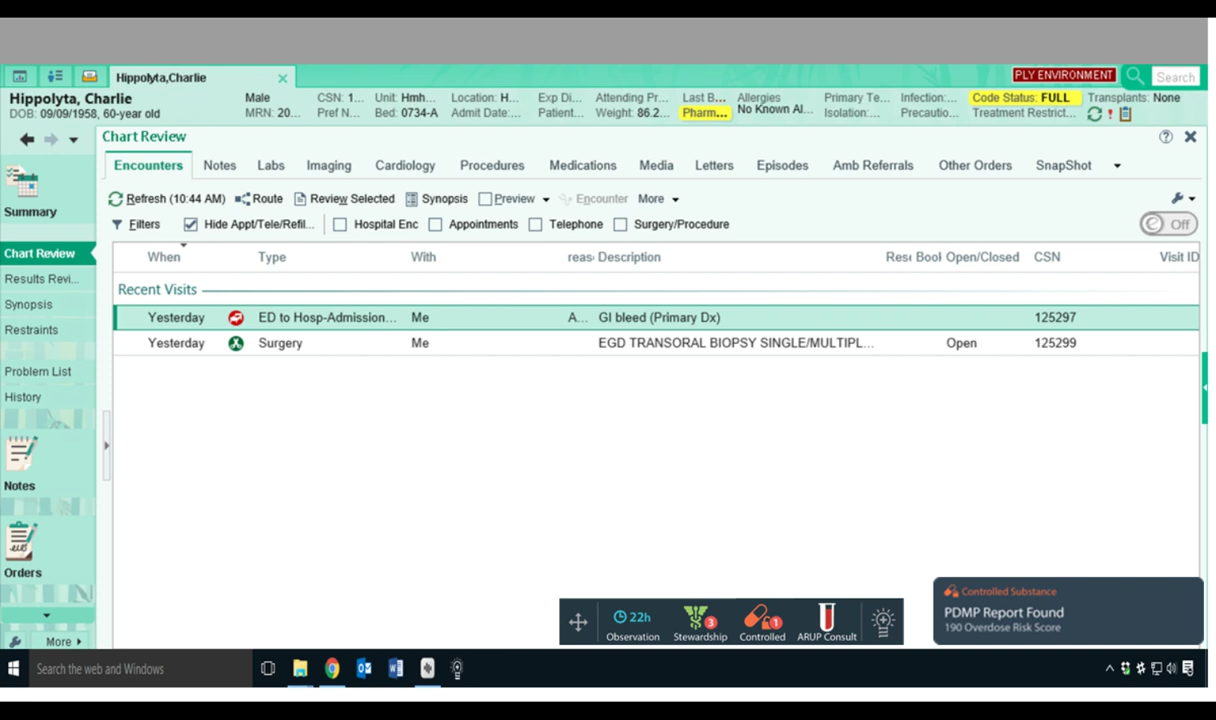 Hippolyta,Charlie
PLY ENVIRONMENT
Search
Hippolyta, Charlie
DOB: 09/09/1958, 60-year old
Male
MRN: 20...
CSN: 1...
Pref N...
Unit: Hmh...
Bed: 0734-A
Location: H...
Admit Date:...
Exp Di...
Patient...
Attending Pr...
Weight: 86.2...
Last B...
Pharm...
Allergies
No Known Al...
Primary Te...
Isolation:...
Infection:...
Precautio...
Code Status: FULL
Treatment Restrict...
Transplants: None
Chart Review
Encounters Notes Labs Imaging Cardiology Procedures Medications Media Letters Episodes Amb Referrals Other Orders SnapShot
Refresh (10:44 AM) Route Review Selected Synopsis Preview Encounter More
Filters Hide Appt/Tele/Refil... Hospital Enc Appointments Telephone Surgery/Procedure
Off
When Type With reas Description Resi Bool Open/Closed CSN Visit ID
Recent Visits
Yesterday ED to Hosp-Admission... Me A... GI bleed (Primary Dx) 125297
Yesterday Surgery Me EGD TRANSORAL BIOPSY SINGLE/MULTIPL... Open 125299
Summary
Chart Review
Results Revi...
Synopsis
Restraints
Problem List
History
Notes
Orders
More
22h
Observation
3
Stewardship
1
Controlled
ARUP Consult
Controlled Substance
PDMP Report Found
190 Overdose Risk Score
Search the web and Windows